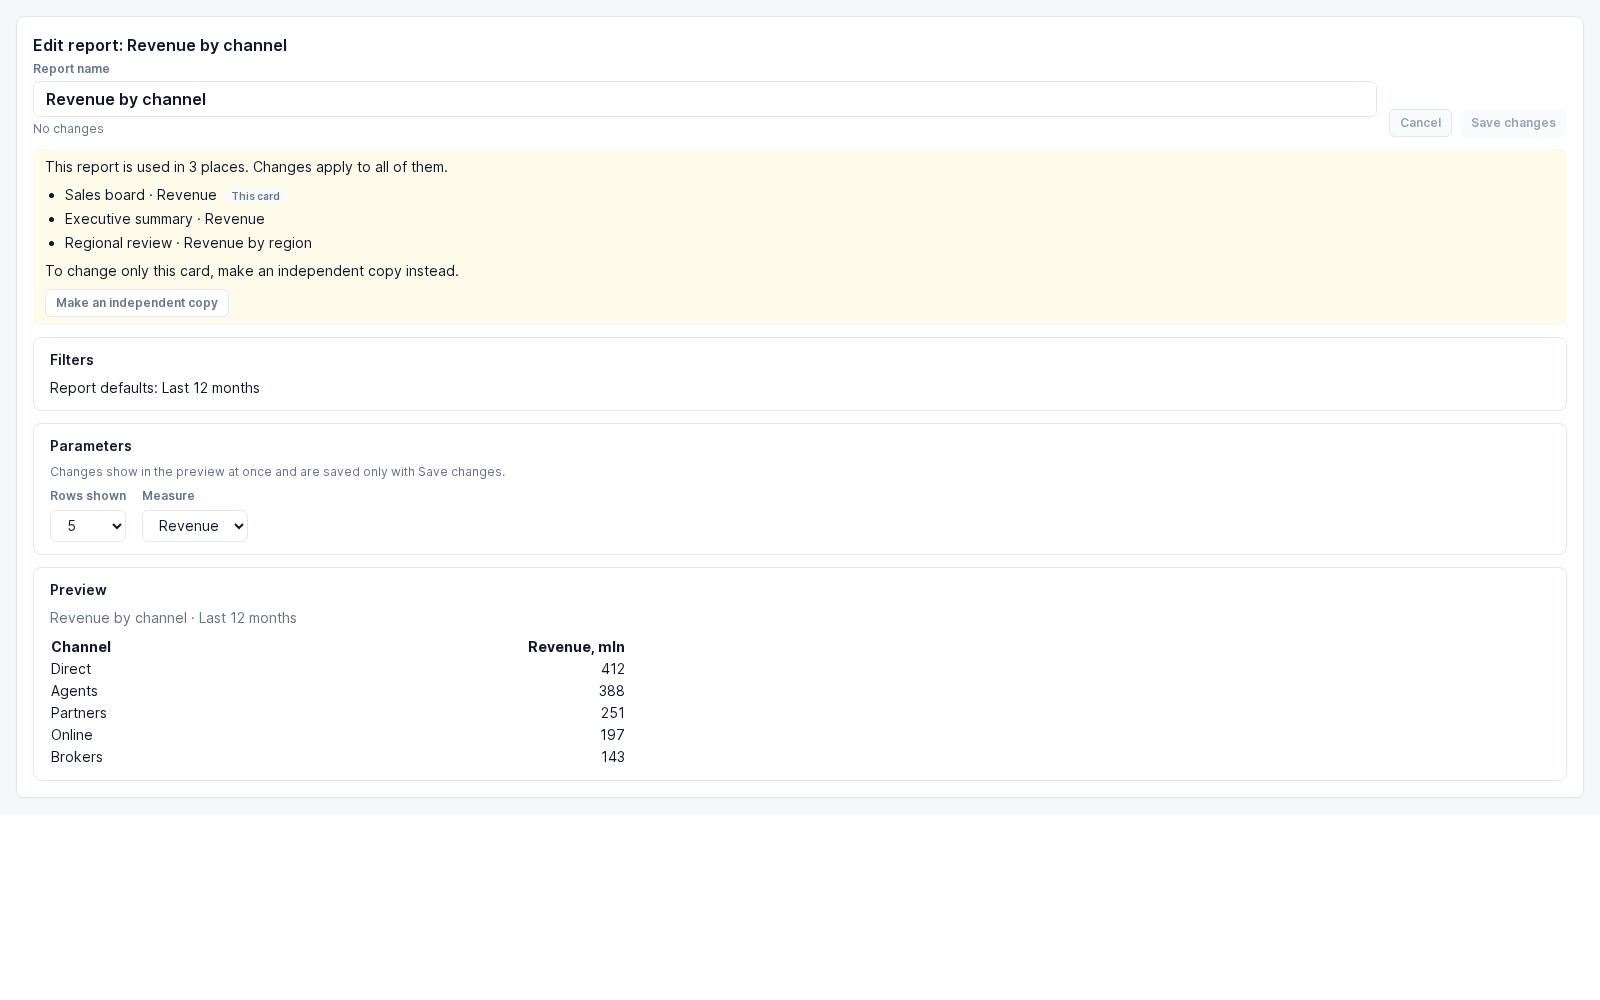 Edit report: Revenue by channel
Report name
Revenue by channel
No changes
Cancel Save changes
This report is used in 3 places. Changes apply to all of them.
• Sales board · Revenue This card
• Executive summary · Revenue
• Regional review · Revenue by region
To change only this card, make an independent copy instead.
Make an independent copy
Filters
Report defaults: Last 12 months
Parameters
Changes show in the preview at once and are saved only with Save changes.
Rows shown Measure
5 Revenue
Preview
Revenue by channel · Last 12 months
Channel Revenue, mln
Direct 412
Agents 388
Partners 251
Online 197
Brokers 143